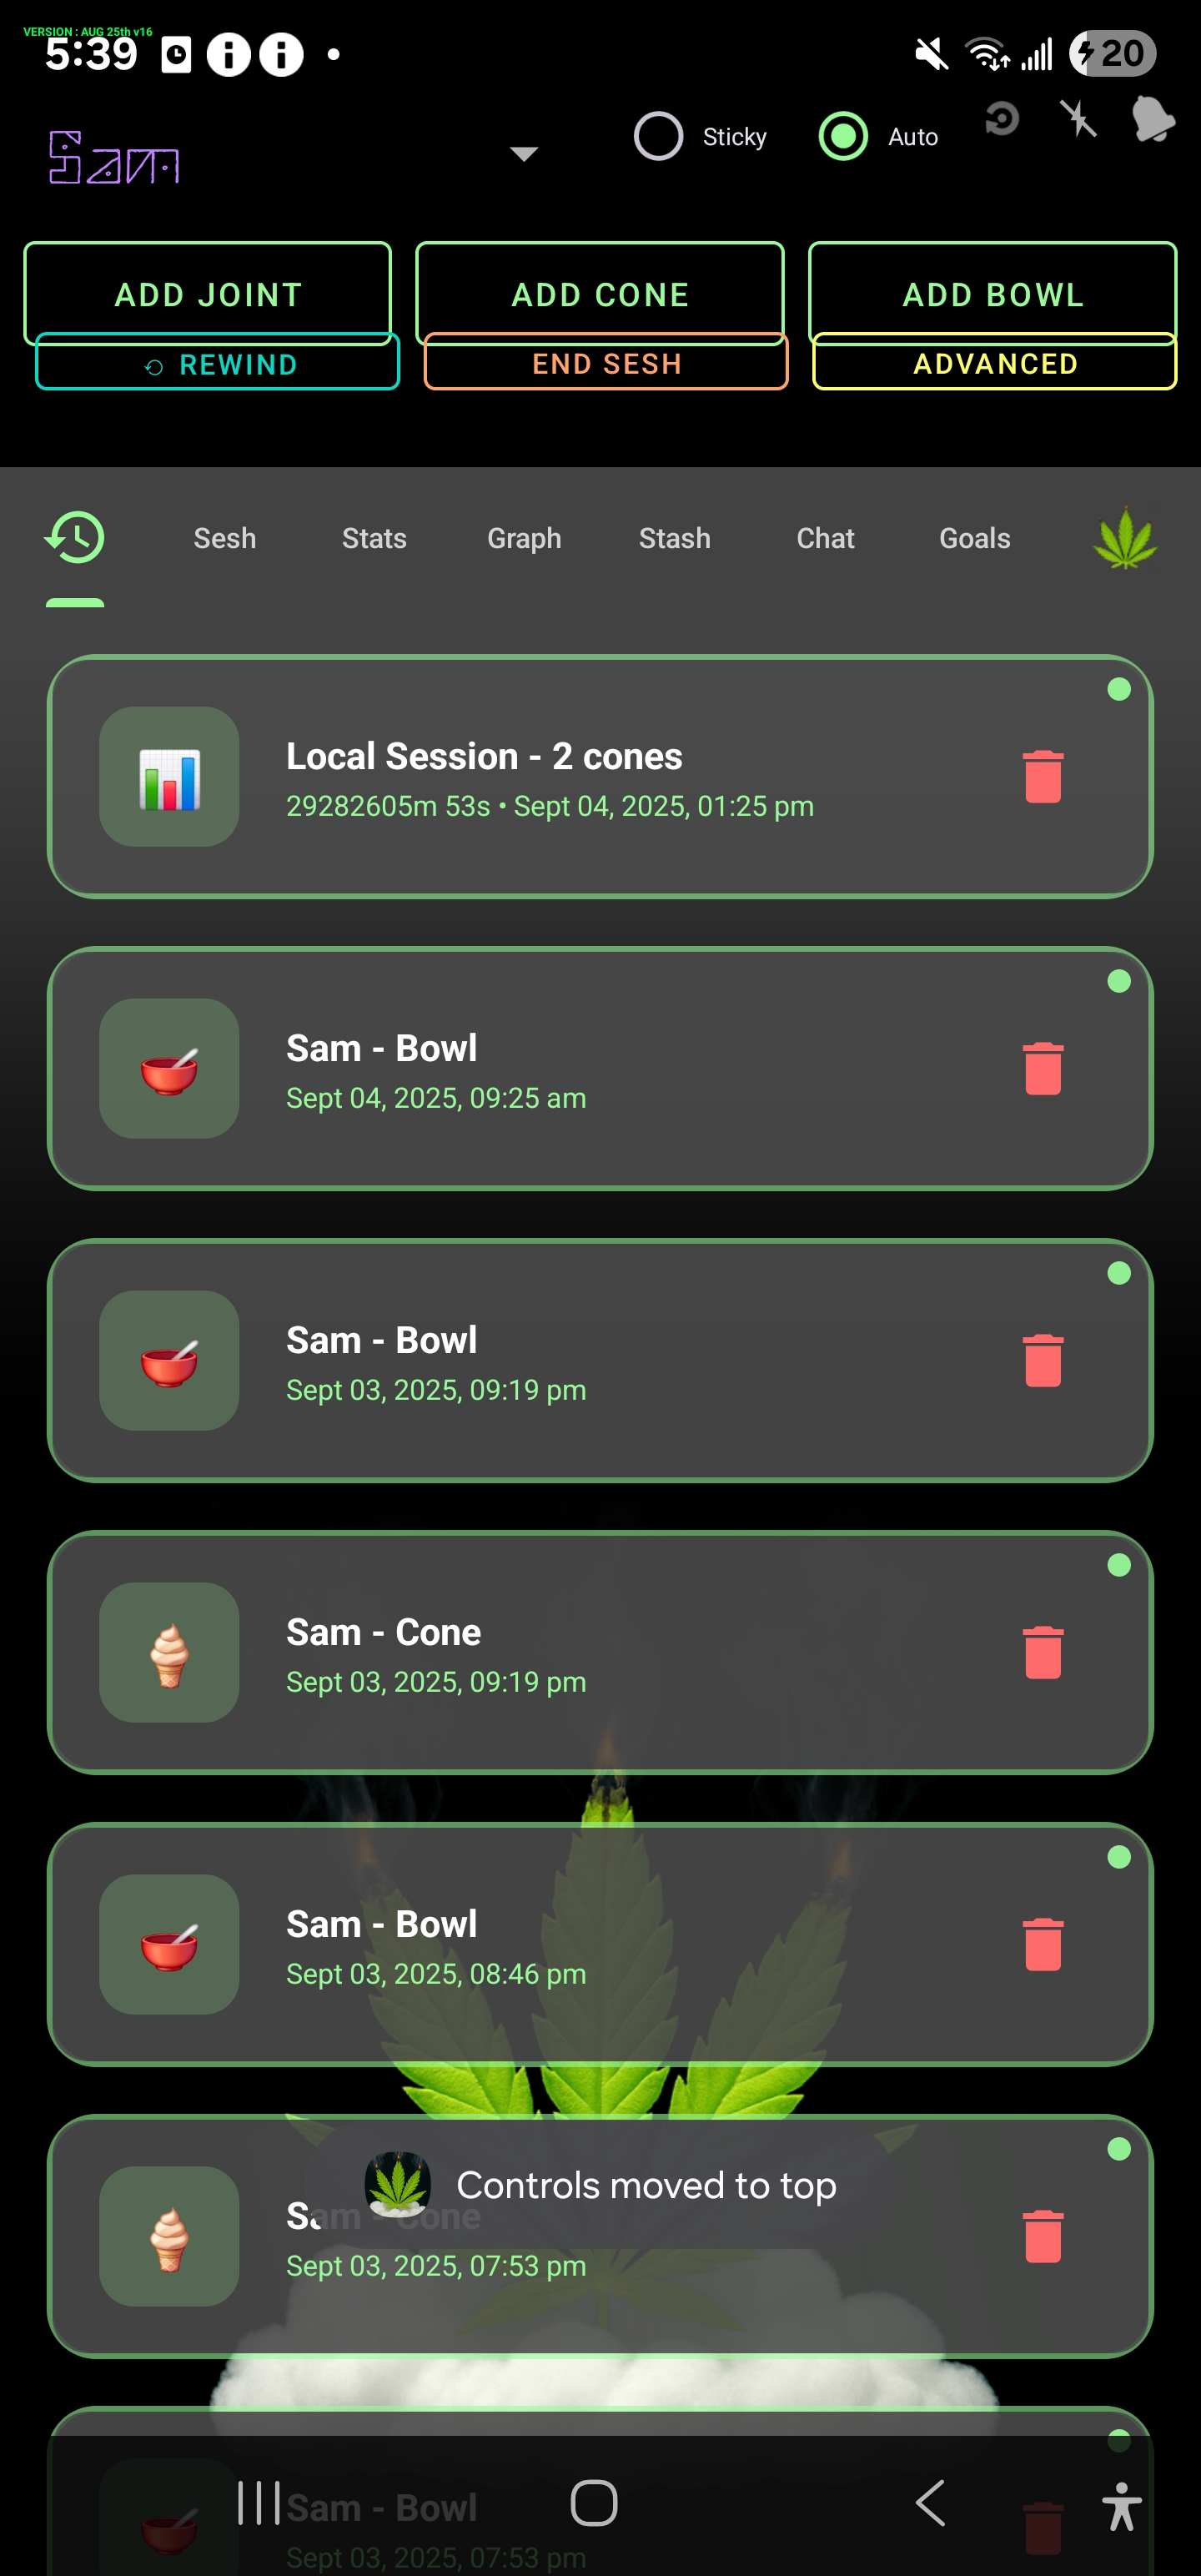 VERSION : AUG 25th v16
5:39
20
Sam
Sticky
Auto
ADD JOINT
ADD CONE
ADD BOWL
REWIND
END SESH
ADVANCED
Sesh
Stats
Graph
Stash
Chat
Goals
Local Session - 2 cones
29282605m 53s • Sept 04, 2025, 01:25 pm
Sam - Bowl
Sept 04, 2025, 09:25 am
Sam - Bowl
Sept 03, 2025, 09:19 pm
Sam - Cone
Sept 03, 2025, 09:19 pm
Sam - Bowl
Sept 03, 2025, 08:46 pm
Controls moved to top
Sam - Cone
Sept 03, 2025, 07:53 pm
Sam - Bowl
Sept 03, 2025, 07:53 pm